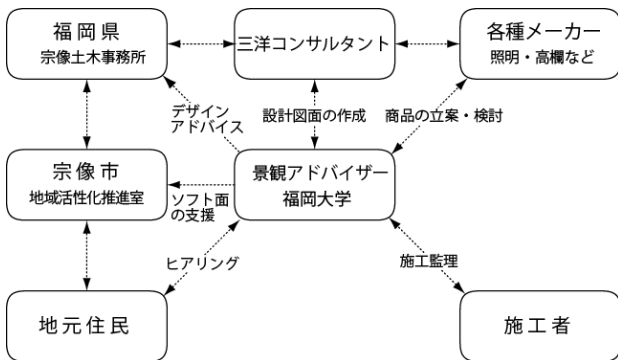 福岡県
宗像土木事務所
三洋コンサルタント
各種メーカー
照明・高欄など
デザイン
アドバイス
設計図面の作成
商品の立案・検討
宗像市
地域活性化推進室
ソフト面
の支援
景観アドバイザー
福岡大学
ヒアリング
施工監理
地元住民
施工者